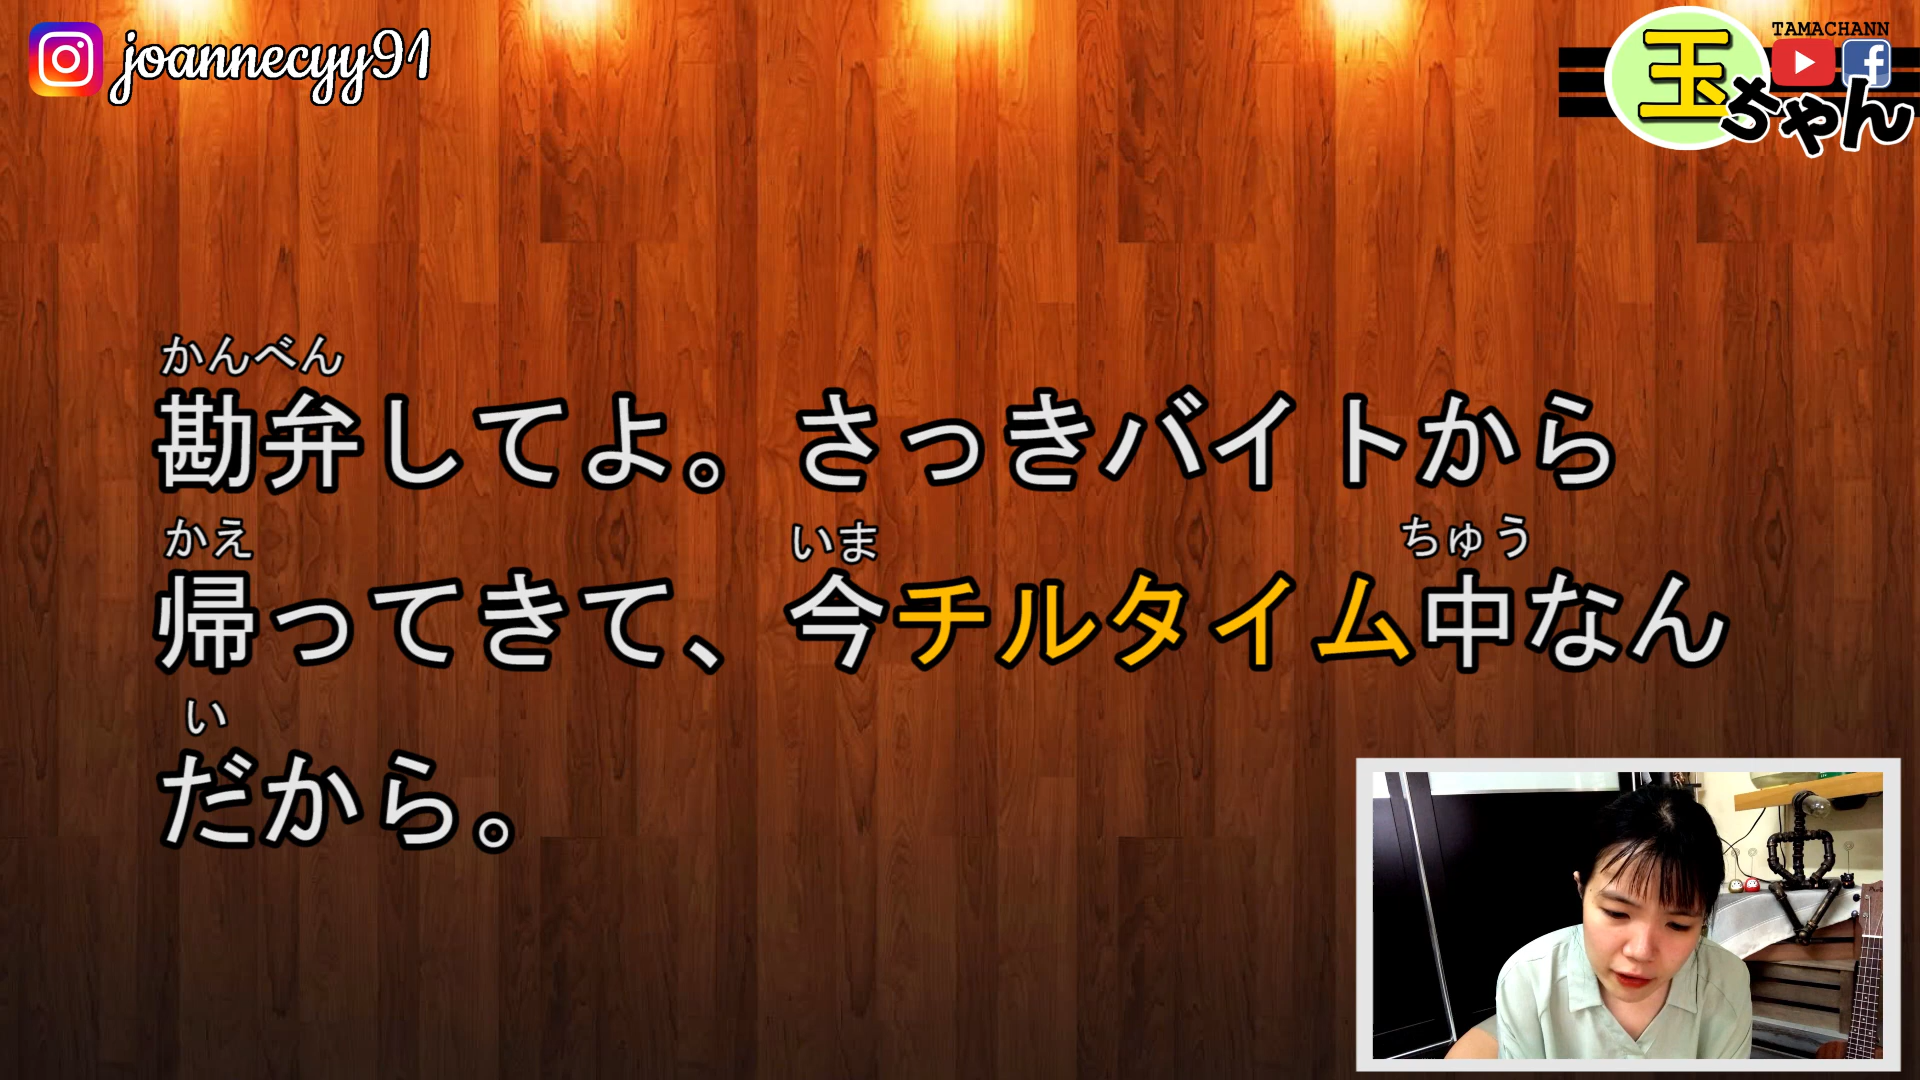 joannecyy91
TAMACHANN
玉ちゃん
かんべん
勘弁してよ。さっきバイトから
かえ いま ちゅう
帰ってきて、今チルタイム中なん
い
だから。